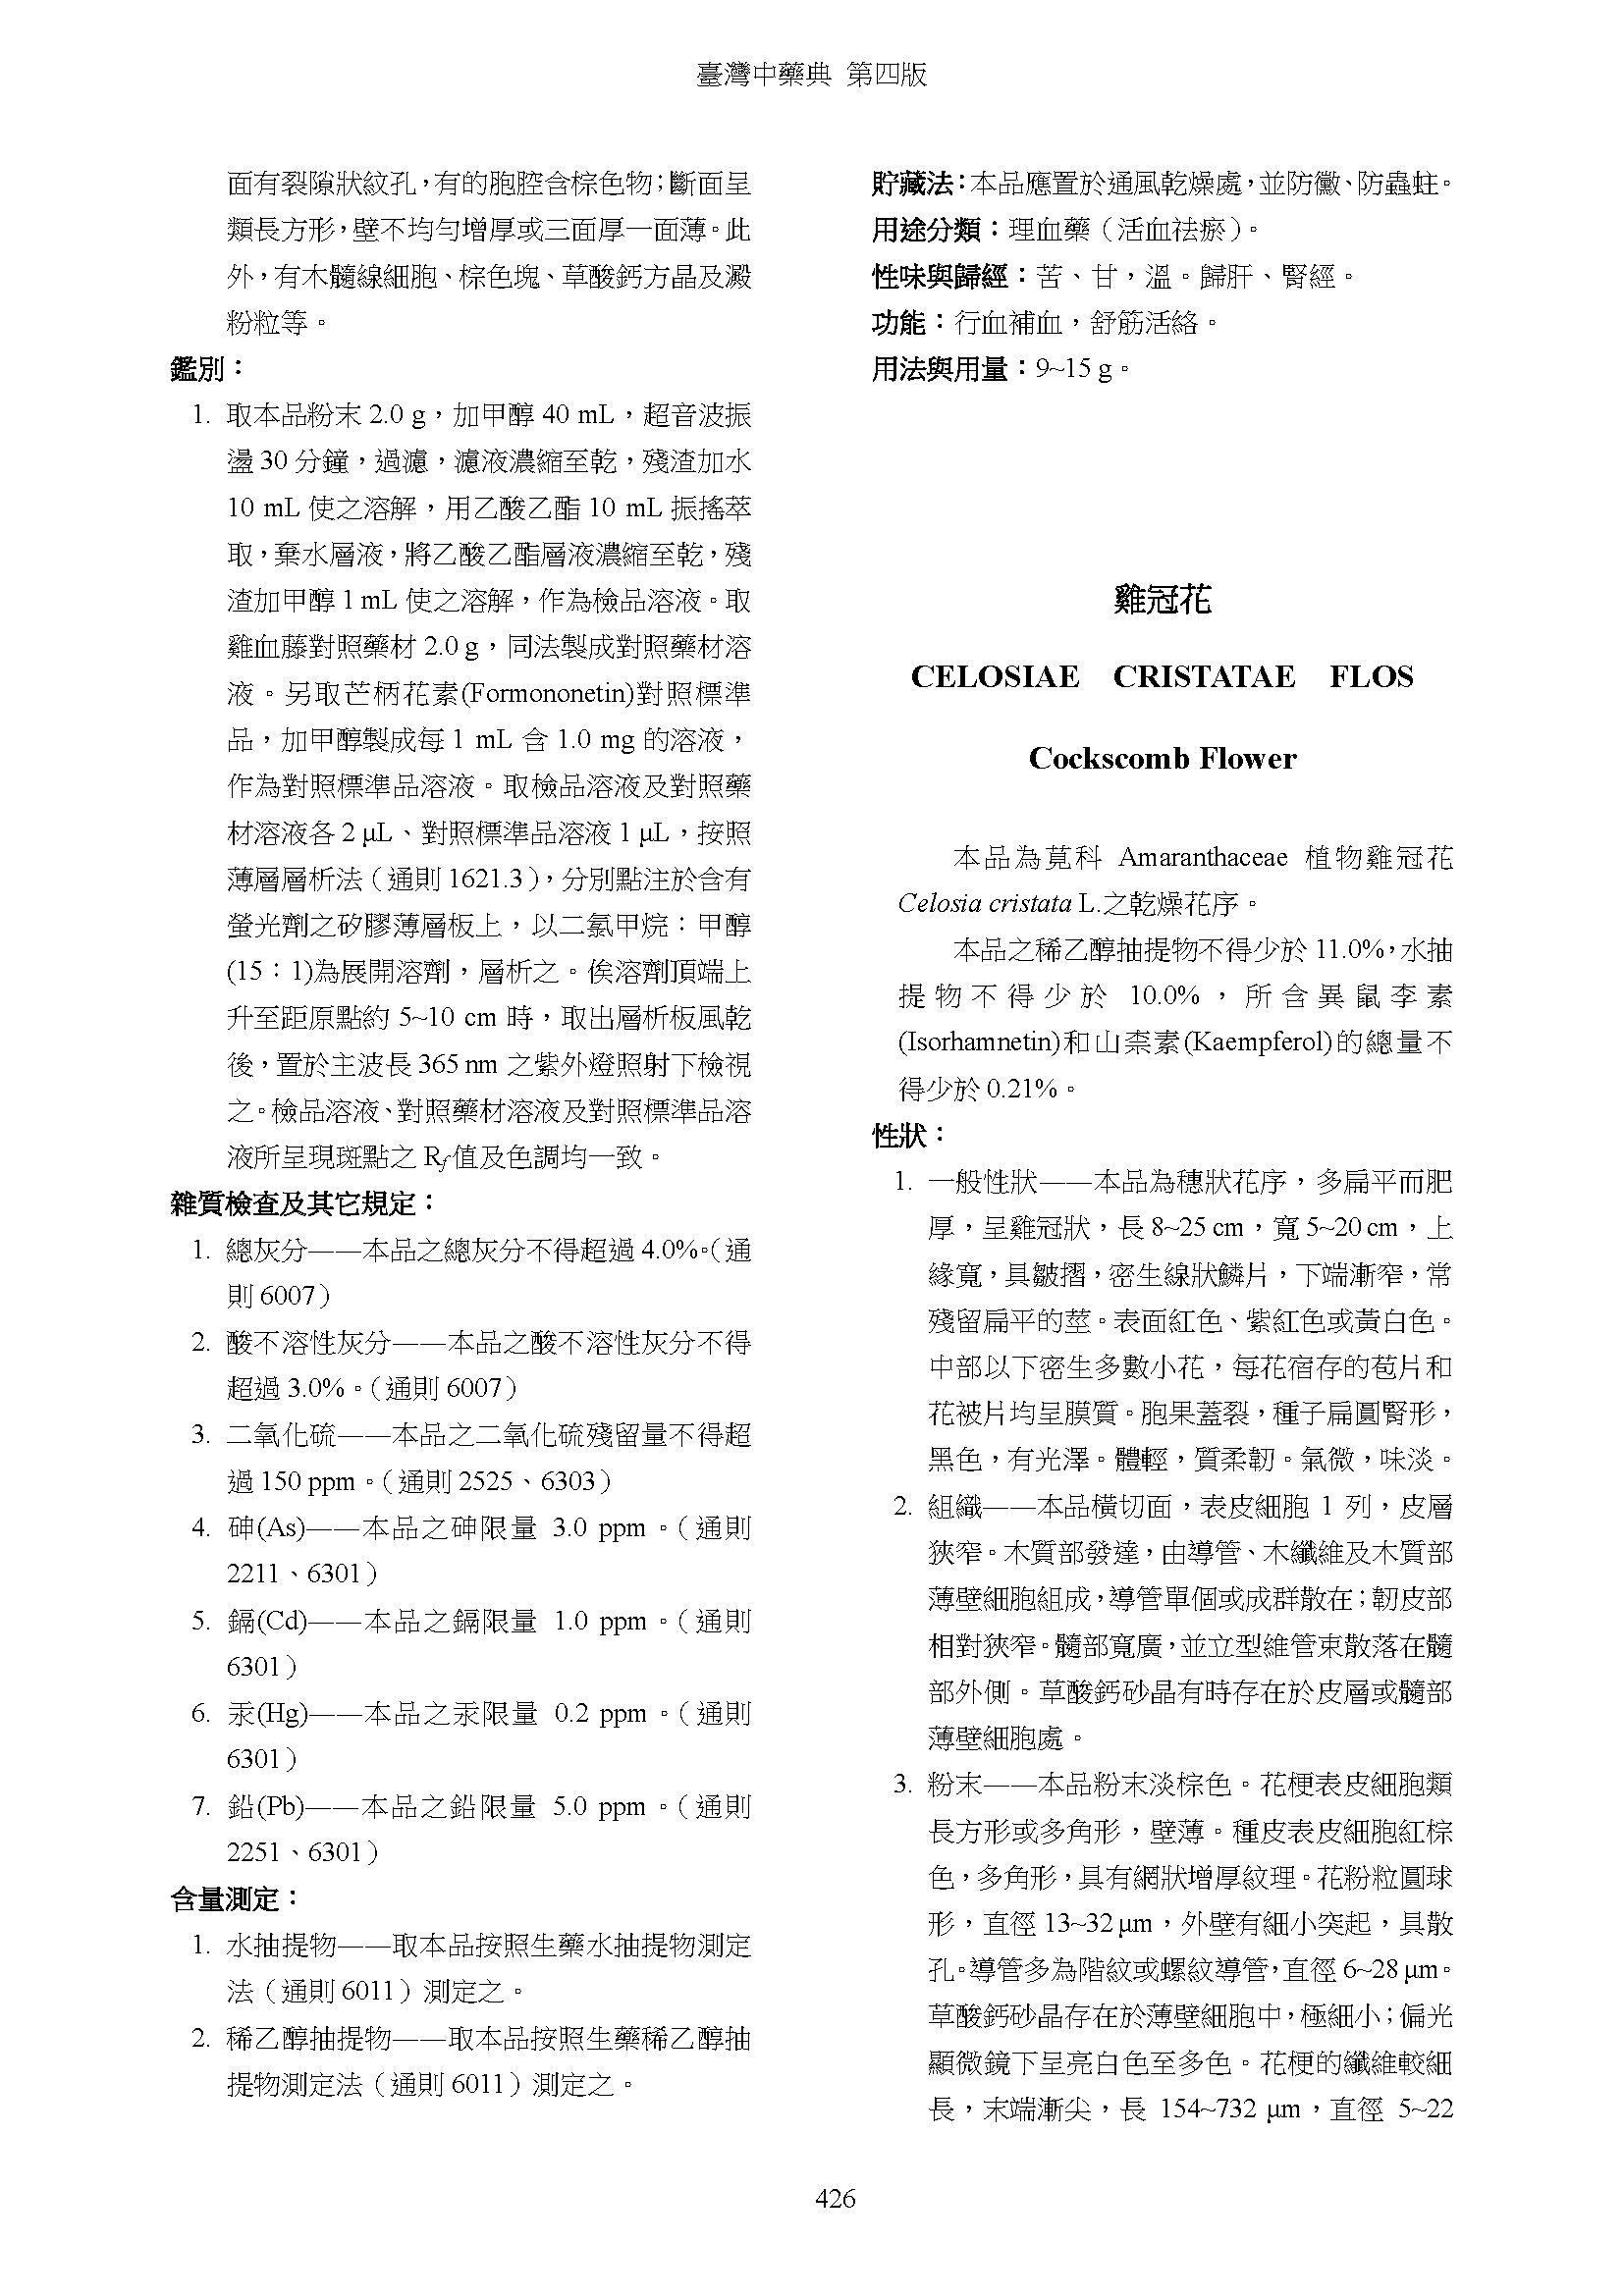 臺灣中藥典 第四版
面有裂隙狀紋孔，有的胞腔含棕色物；斷面呈
類長方形，壁不均勻增厚或三面厚一面薄。此
外，有木髓線細胞、棕色塊、草酸鈣方晶及澱
粉粒等。
鑑別：
1. 取本品粉末 2.0 g，加甲醇 40 mL，超音波振
盪 30 分鐘，過濾，濾液濃縮至乾，殘渣加水
10 mL 使之溶解，用乙酸乙酯 10 mL 振搖萃
取，棄水層液，將乙酸乙酯層液濃縮至乾，殘
渣加甲醇 1 mL 使之溶解，作為檢品溶液。取
雞血藤對照藥材 2.0 g，同法製成對照藥材溶
液。另取芒柄花素(Formononetin)對照標準
品，加甲醇製成每 1 mL 含 1.0 mg 的溶液，
作為對照標準品溶液。取檢品溶液及對照藥
材溶液各 2 μL、對照標準品溶液 1 μL，按照
薄層層析法（通則 1621.3），分別點注於含有
螢光劑之矽膠薄層板上，以二氯甲烷：甲醇
(15：1)為展開溶劑，層析之。俟溶劑頂端上
升至距原點約 5~10 cm 時，取出層析板風乾
後，置於主波長 365 nm 之紫外燈照射下檢視
之。檢品溶液、對照藥材溶液及對照標準品溶
液所呈現斑點之 Rf 值及色調均一致。
雜質檢查及其它規定：
1. 總灰分——本品之總灰分不得超過 4.0%。（通
則 6007）
2. 酸不溶性灰分——本品之酸不溶性灰分不得
超過 3.0%。（通則 6007）
3. 二氧化硫——本品之二氧化硫殘留量不得超
過 150 ppm。（通則 2525、6303）
4. 砷(As)——本品之砷限量 3.0 ppm。（通則
2211、6301）
5. 鎘(Cd)——本品之鎘限量 1.0 ppm。（通則
6301）
6. 汞(Hg)——本品之汞限量 0.2 ppm。（通則
6301）
7. 鉛(Pb)——本品之鉛限量 5.0 ppm。（通則
2251、6301）
含量測定：
1. 水抽提物——取本品按照生藥水抽提物測定
法（通則 6011）測定之。
2. 稀乙醇抽提物——取本品按照生藥稀乙醇抽
提物測定法（通則 6011）測定之。
貯藏法：本品應置於通風乾燥處，並防黴、防蟲蛀。
用途分類：理血藥（活血祛瘀）。
性味與歸經：苦、甘，溫。歸肝、腎經。
功能：行血補血，舒筋活絡。
用法與用量：9~15 g。
雞冠花
CELOSIAE CRISTATAE FLOS
Cockscomb Flower
本品為莧科 Amaranthaceae 植物雞冠花
Celosia cristata L.之乾燥花序。
本品之稀乙醇抽提物不得少於 11.0%，水抽
提物不得少於 10.0%，所含異鼠李素
(Isorhamnetin)和山柰素(Kaempferol)的總量不
得少於 0.21%。
性狀：
1. 一般性狀——本品為穗狀花序，多扁平而肥
厚，呈雞冠狀，長 8~25 cm，寬 5~20 cm，上
緣寬，具皺摺，密生線狀鱗片，下端漸窄，常
殘留扁平的莖。表面紅色、紫紅色或黃白色。
中部以下密生多數小花，每花宿存的苞片和
花被片均呈膜質。胞果蓋裂，種子扁圓腎形，
黑色，有光澤。體輕，質柔韌。氣微，味淡。
2. 組織——本品橫切面，表皮細胞 1 列，皮層
狹窄。木質部發達，由導管、木纖維及木質部
薄壁細胞組成，導管單個或成群散在；韌皮部
相對狹窄。髓部寬廣，並立型維管束散落在髓
部外側。草酸鈣砂晶有時存在於皮層或髓部
薄壁細胞處。
3. 粉末——本品粉末淡棕色。花梗表皮細胞類
長方形或多角形，壁薄。種皮表皮細胞紅棕
色，多角形，具有網狀增厚紋理。花粉粒圓球
形，直徑 13~32 μm，外壁有細小突起，具散
孔。導管多為階紋或螺紋導管，直徑 6~28 μm。
草酸鈣砂晶存在於薄壁細胞中，極細小；偏光
顯微鏡下呈亮白色至多色。花梗的纖維較細
長，末端漸尖，長 154~732 μm，直徑 5~22
426